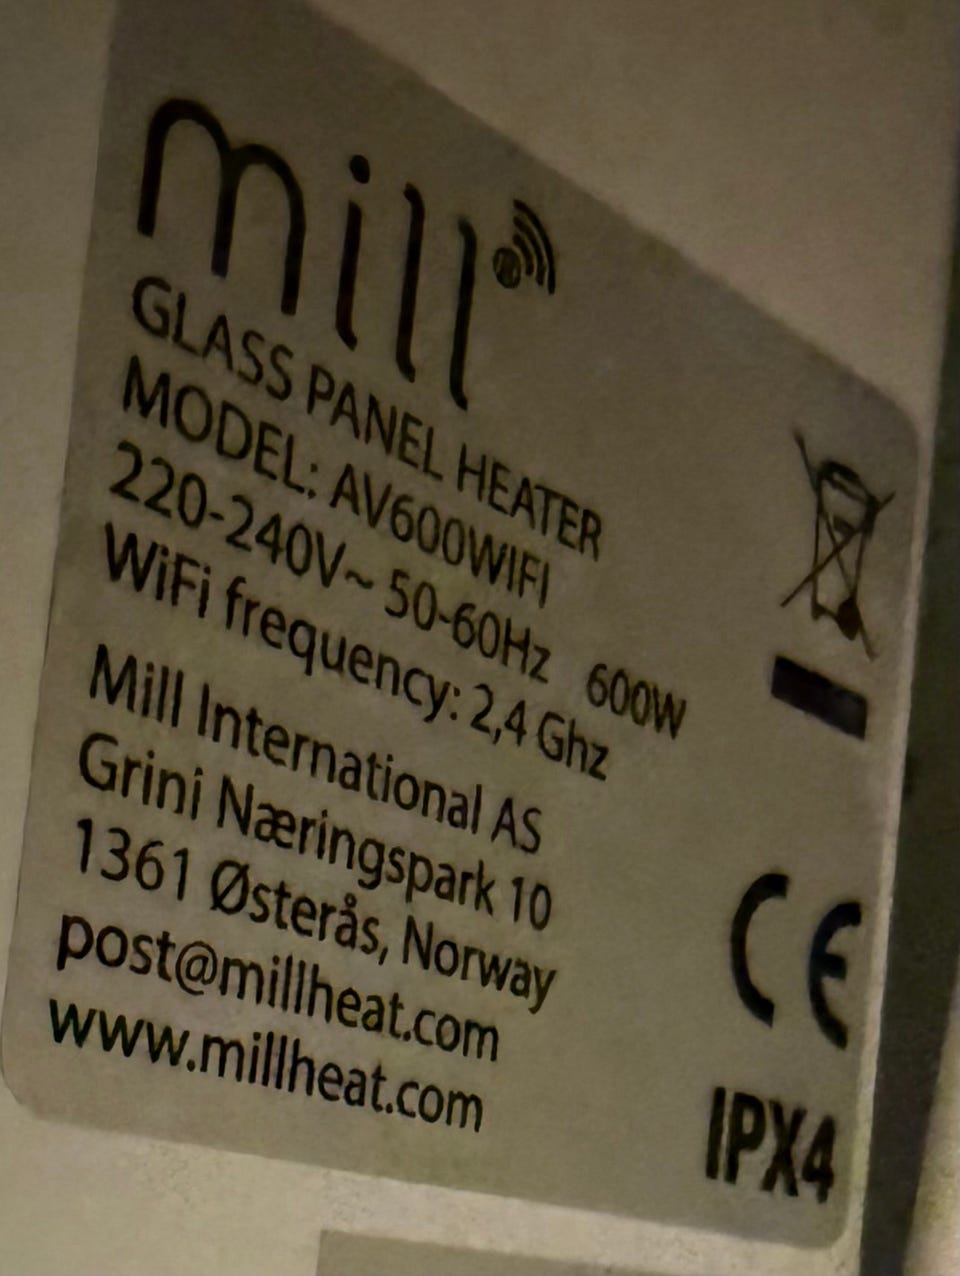 mill
GLASS PANEL HEATER
MODEL: AV600WIFI
220-240V~ 50-60Hz 600W
WiFi frequency: 2,4 Ghz
Mill International AS
Grini Næringspark 10
1361 Østerås, Norway
post@millheat.com
www.millheat.com
CE
IPX4